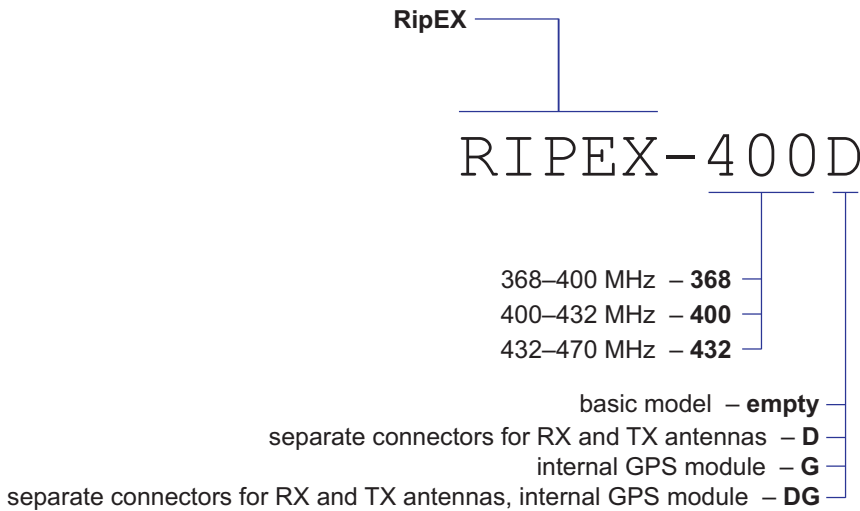 RipEX
RIPEX-400D
368–400 MHz – 368
400–432 MHz – 400
432–470 MHz – 432
basic model – empty
separate connectors for RX and TX antennas – D
internal GPS module – G
separate connectors for RX and TX antennas, internal GPS module – DG